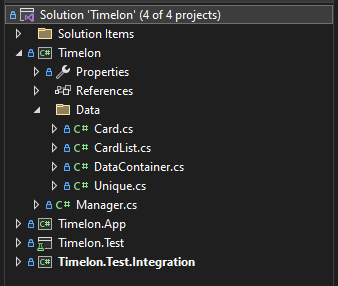 Solution 'Timelon' (4 of 4 projects)
Solution Items
C# Timelon
Properties
References
Data
C# Card.cs
C# CardList.cs
C# DataContainer.cs
C# Unique.cs
C# Manager.cs
C# Timelon.App
Timelon.Test
C# Timelon.Test.Integration